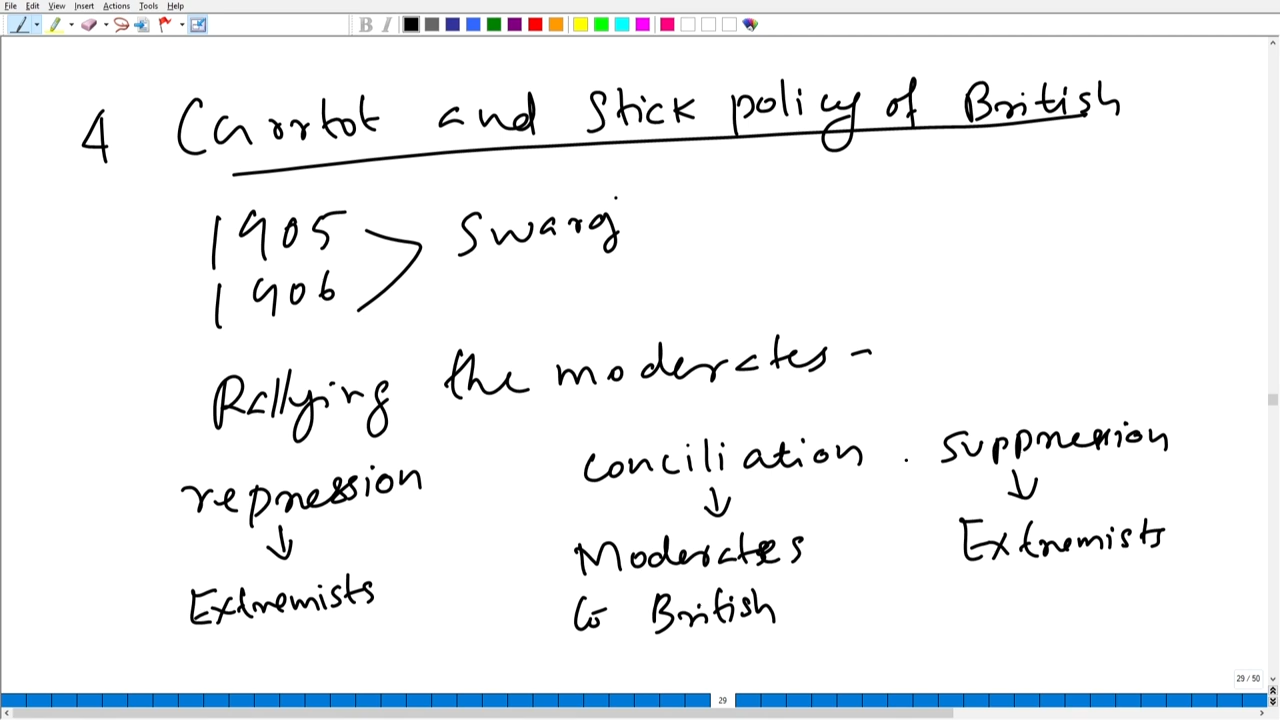 File Edit View Insert Actions Tools Help
B I
4 Carrtot and Stick policy of British
1905
1906
Swaraj
Rallying the moderates -
repression
conciliation . suppression
↓ ↓ ↓
Extremists
Moderates
to British
Extremists
29 / 50
29